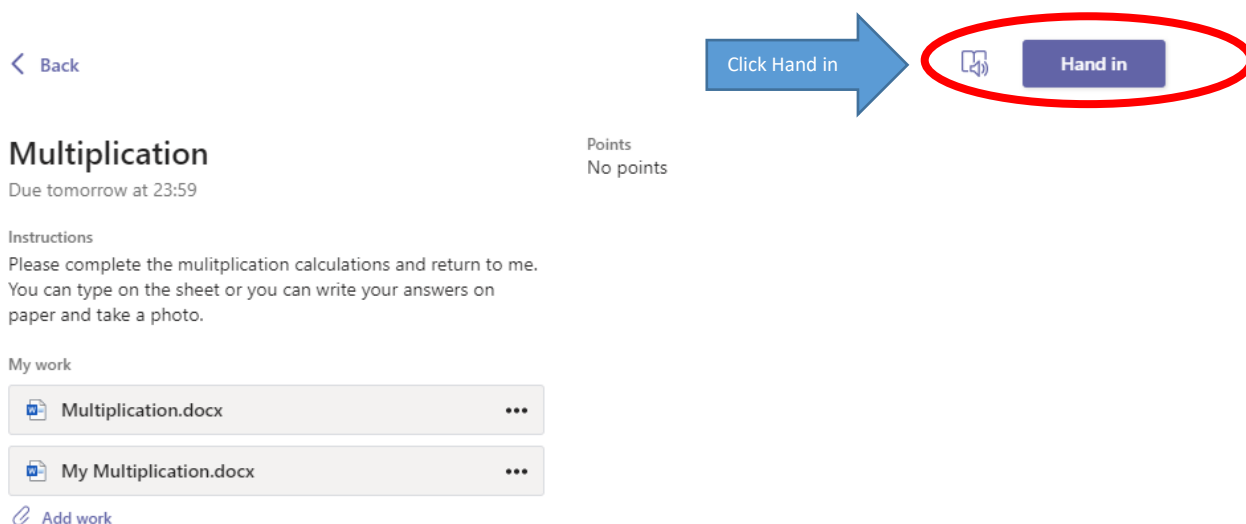 Back
Click Hand in
Hand in
Multiplication
Due tomorrow at 23:59
Points
No points
Instructions
Please complete the mulitplication calculations and return to me.
You can type on the sheet or you can write your answers on
paper and take a photo.
My work
Multiplication.docx
My Multiplication.docx
Add work